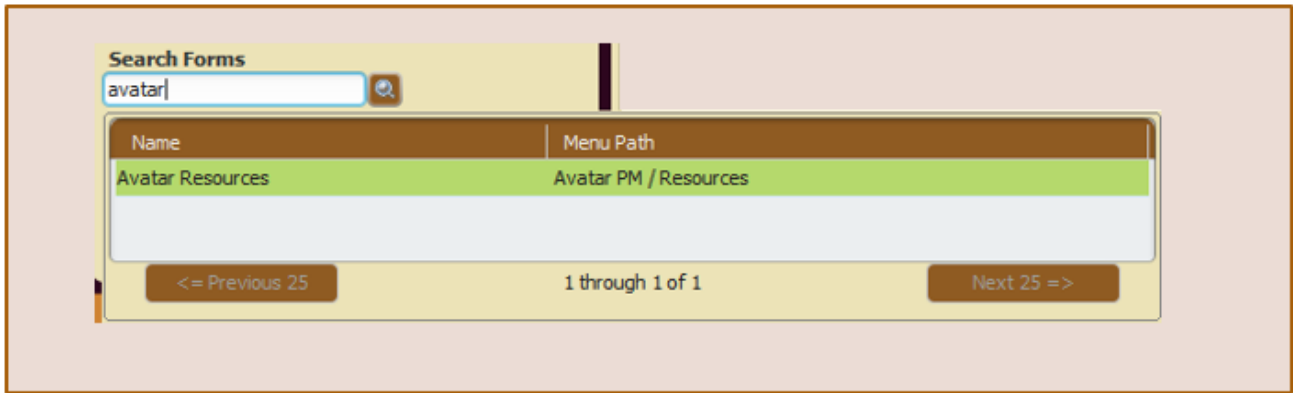 Search Forms
avatar
Name Menu Path
Avatar Resources Avatar PM / Resources
<= Previous 25 1 through 1 of 1 Next 25 =>